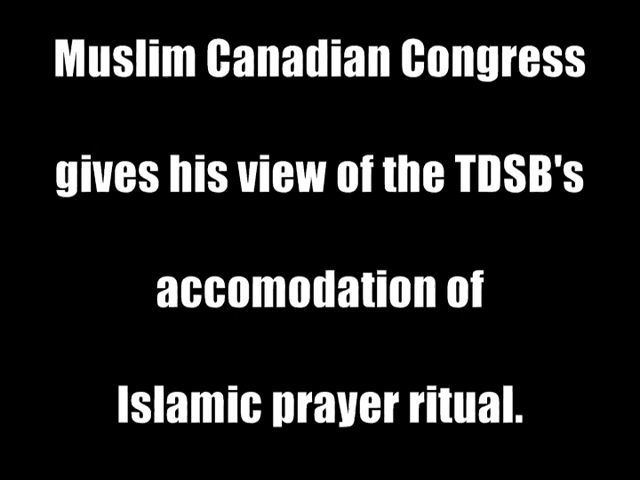 Muslim Canadian Congress
gives his view of the TDSB's
accomodation of
Islamic prayer ritual.